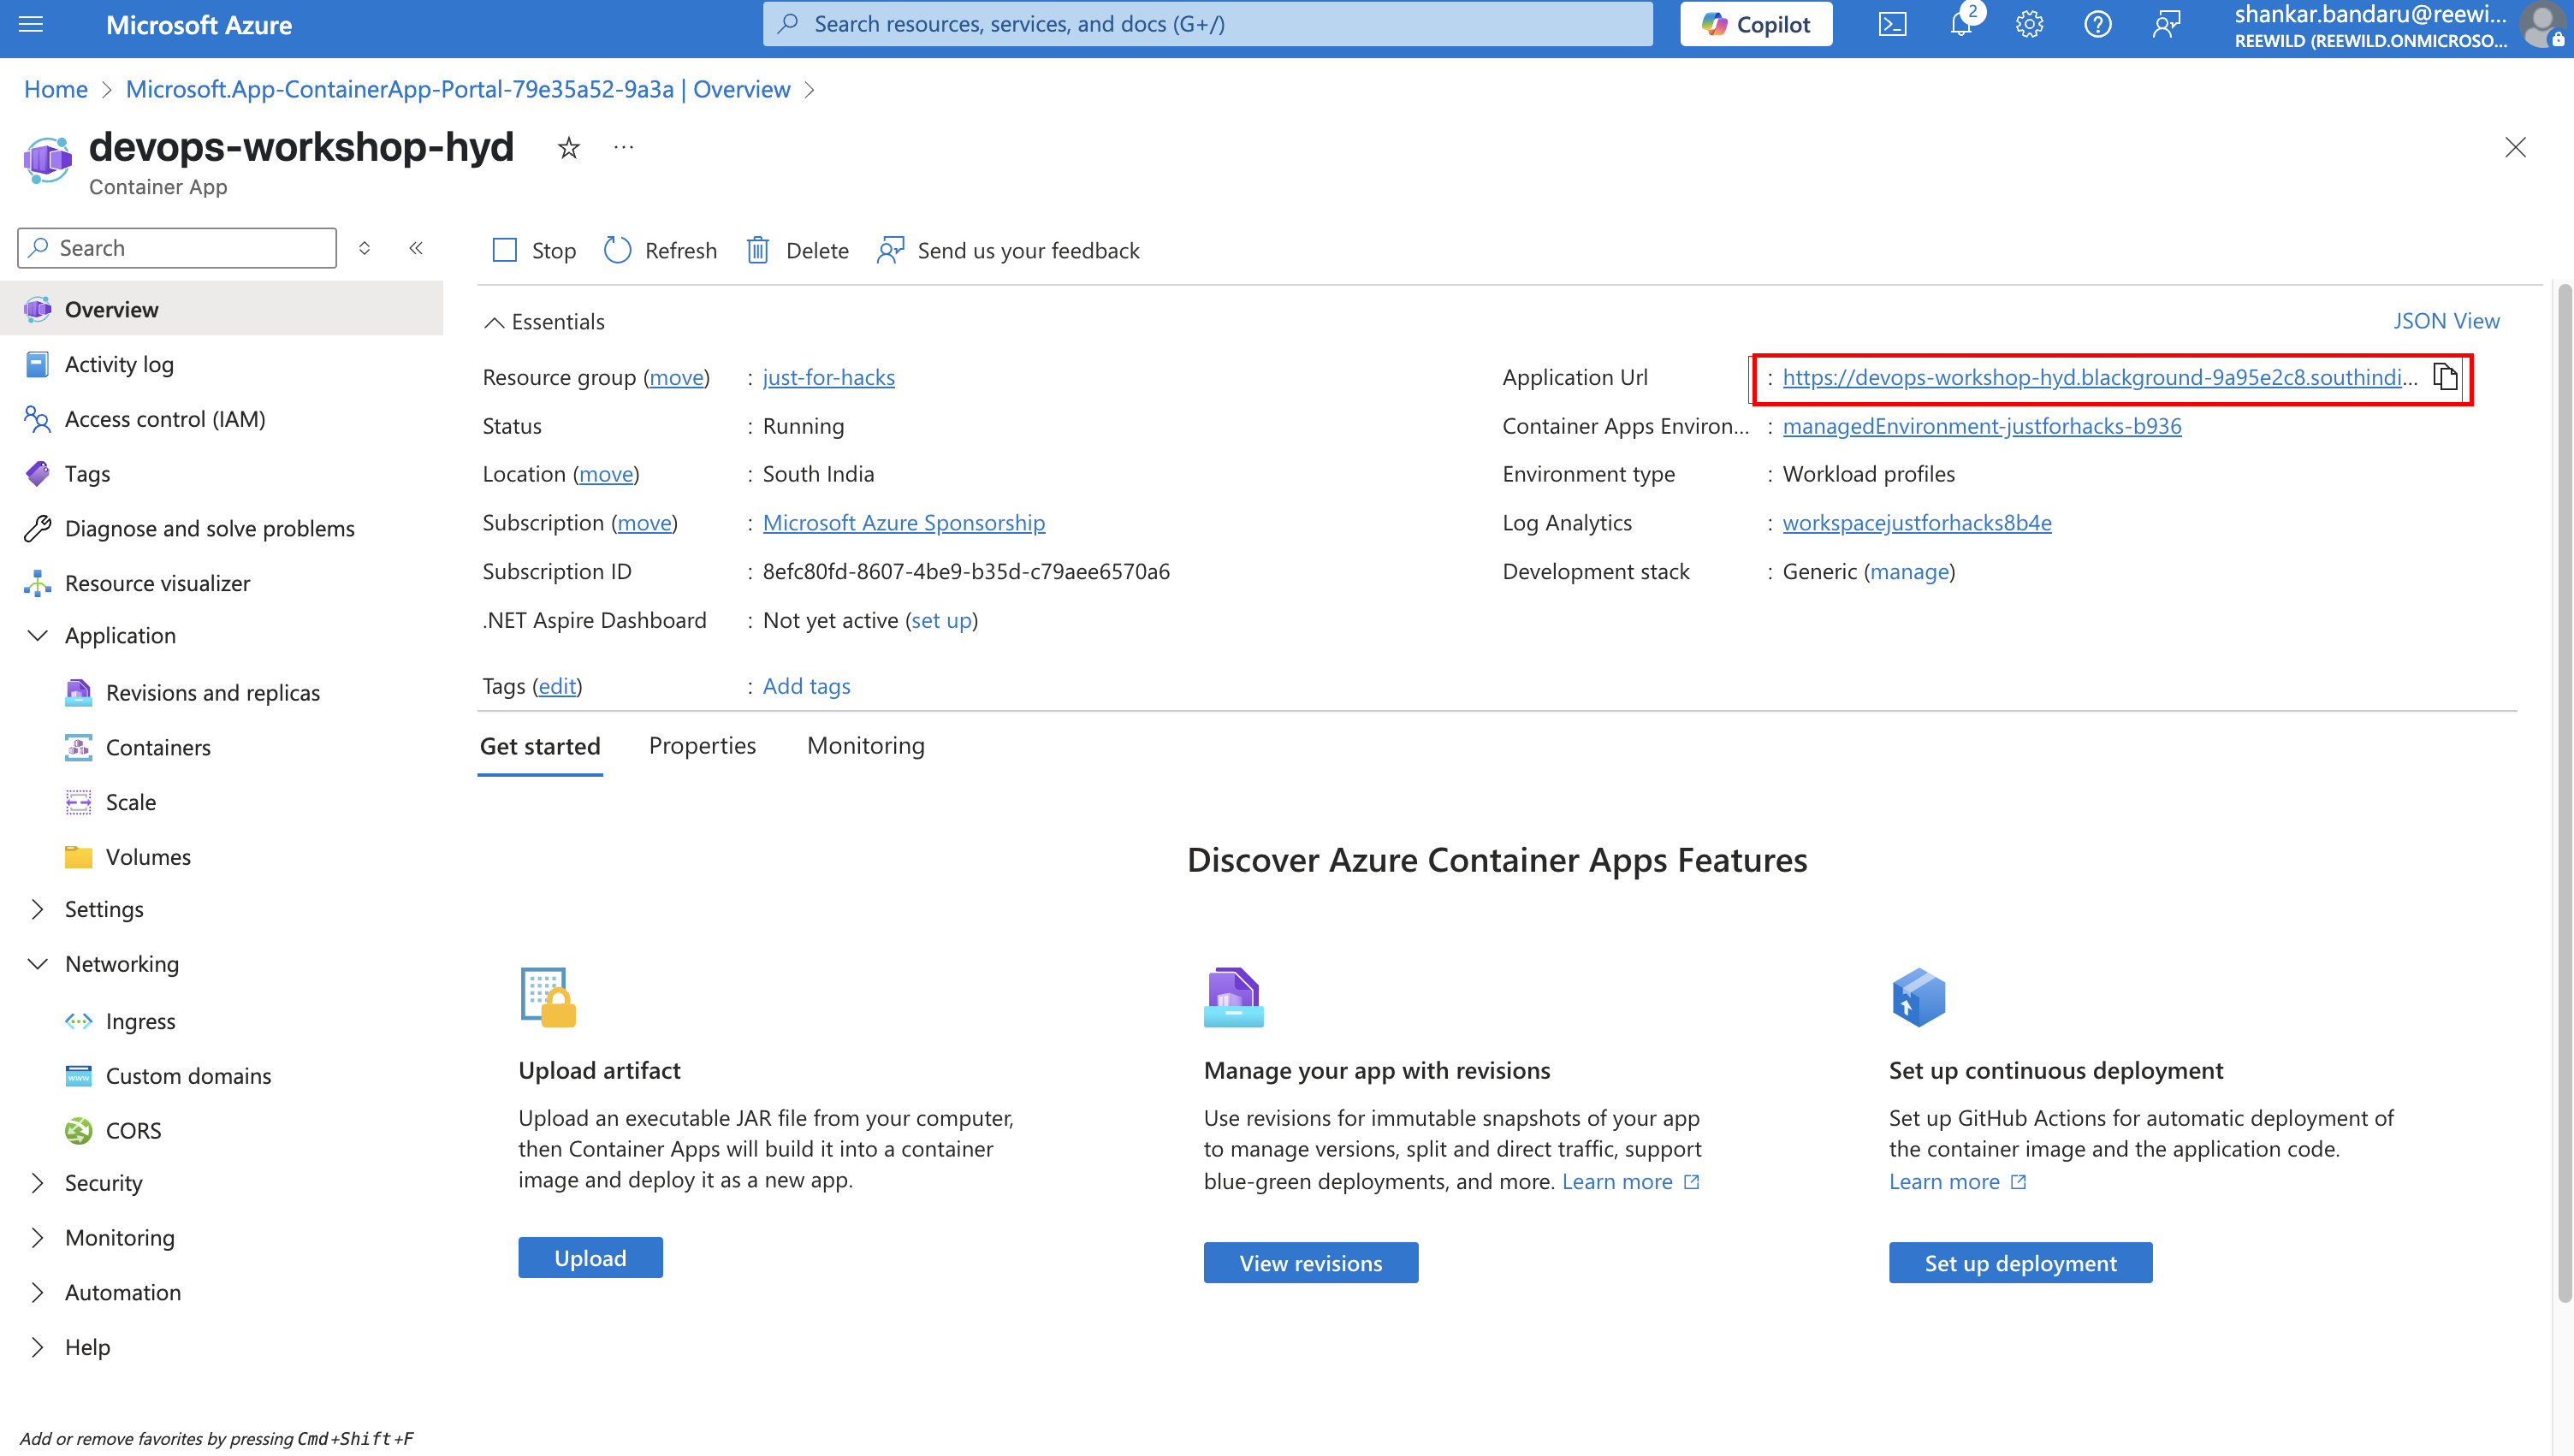 Microsoft Azure
Search resources, services, and docs (G+/)
Copilot
2
shankar.bandaru@reewi...
REEWILD (REEWILD.ONMICROSO...
Home > Microsoft.App-ContainerApp-Portal-79e35a52-9a3a | Overview >
devops-workshop-hyd
Container App
Search
Stop
Refresh
Delete
Send us your feedback
Overview
Activity log
Access control (IAM)
Tags
Diagnose and solve problems
Resource visualizer
Application
Revisions and replicas
Containers
Scale
Volumes
Settings
Networking
Ingress
Custom domains
CORS
Security
Monitoring
Automation
Help
Add or remove favorites by pressing Cmd+Shift+F
Essentials
JSON View
Resource group (move) : just-for-hacks
Status : Running
Location (move) : South India
Subscription (move) : Microsoft Azure Sponsorship
Subscription ID : 8efc80fd-8607-4be9-b35d-c79aee6570a6
.NET Aspire Dashboard : Not yet active (set up)
Application Url : https://devops-workshop-hyd.blackground-9a95e2c8.southindi...
Container Apps Environ... : managedEnvironment-justforhacks-b936
Environment type : Workload profiles
Log Analytics : workspacejustforhacks8b4e
Development stack : Generic (manage)
Tags (edit) : Add tags
Get started
Properties
Monitoring
Discover Azure Container Apps Features
Upload artifact
Upload an executable JAR file from your computer,
then Container Apps will build it into a container
image and deploy it as a new app.
Upload
Manage your app with revisions
Use revisions for immutable snapshots of your app
to manage versions, split and direct traffic, support
blue-green deployments, and more. Learn more
View revisions
Set up continuous deployment
Set up GitHub Actions for automatic deployment of
the container image and the application code.
Learn more
Set up deployment